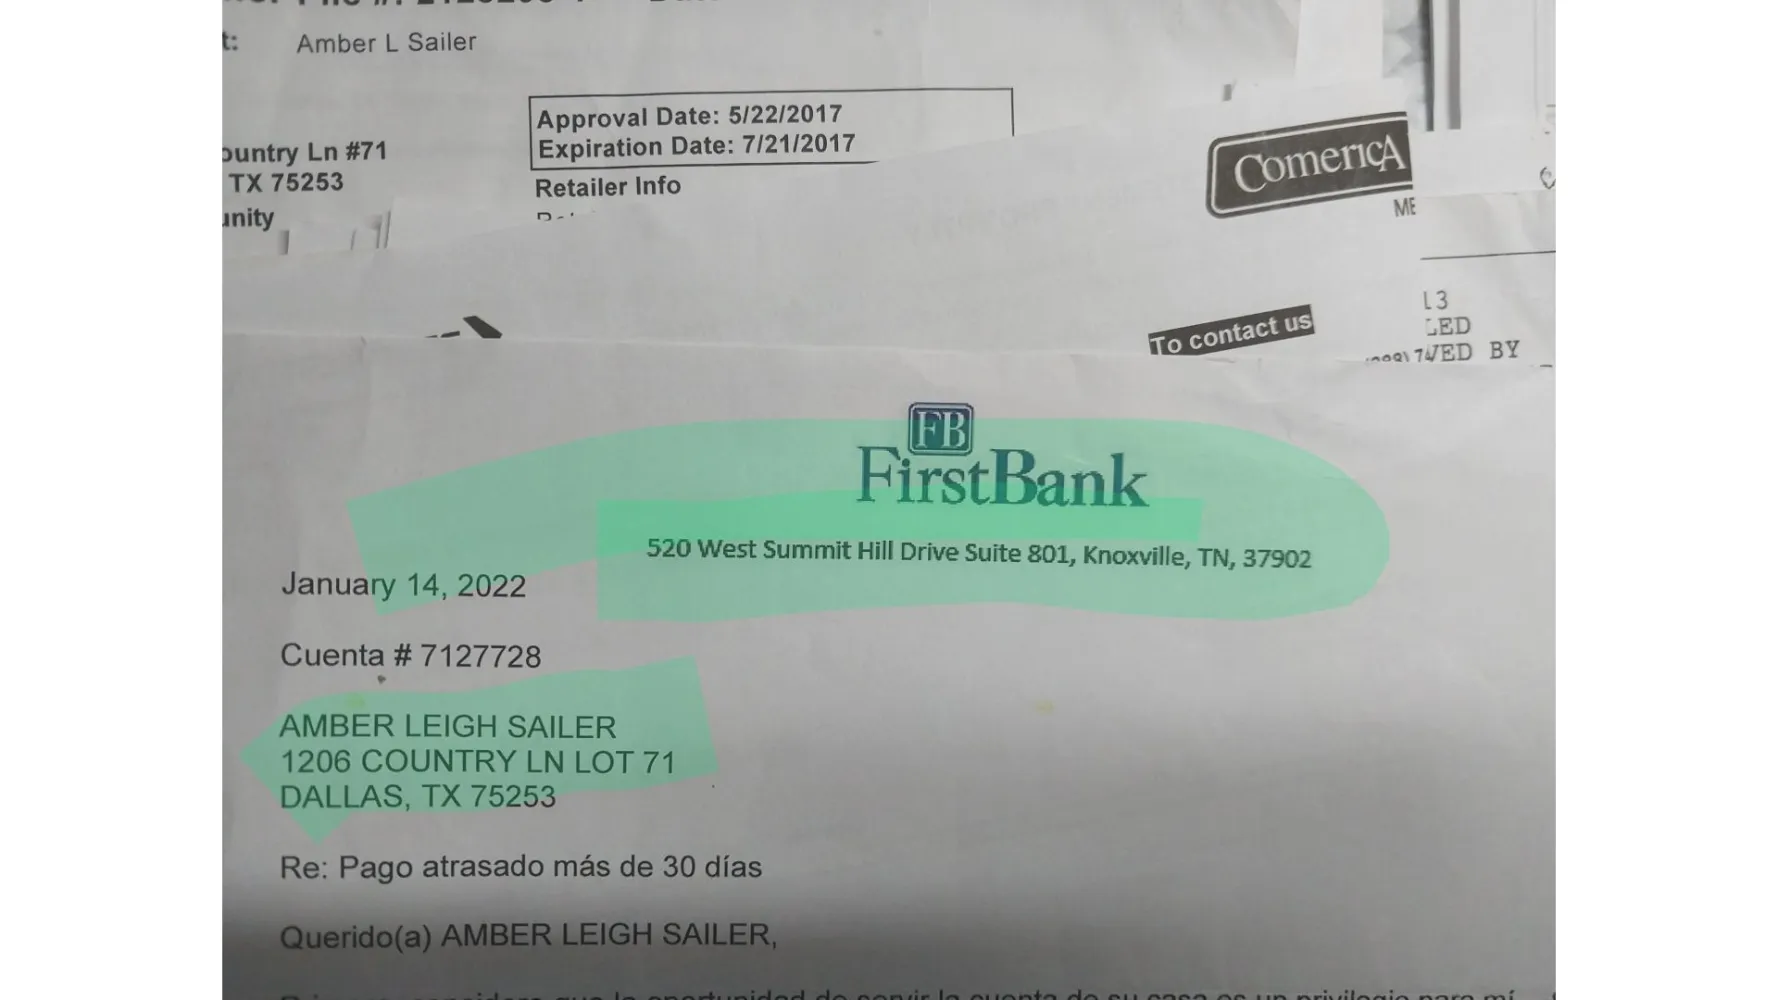 Amber L Sailer
Approval Date: 5/22/2017
Expiration Date: 7/21/2017
Ln #71
TX 75253
Retailer Info
ComericA
To contact us
BY
FB
FirstBank
520 West Summit Hill Drive Suite 801, Knoxville, TN, 37902
January 14, 2022
Cuenta # 7127728
AMBER LEIGH SAILER
1206 COUNTRY LN LOT 71
DALLAS, TX 75253
Re: Pago atrasado más de 30 días
Querido(a) AMBER LEIGH SAILER,